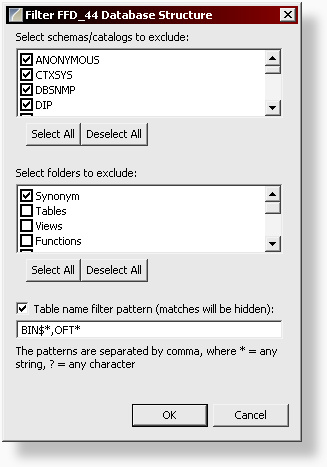 Filter FFD_44 Database Structure
Select schemas/catalogs to exclude:
ANONYMOUS
CTXSYS
DBSNMP
DIP
Select All Deselect All
Select folders to exclude:
Synonym
Tables
Views
Functions
Select All Deselect All
Table name filter pattern (matches will be hidden):
BIN$*,OFT*
The patterns are separated by comma, where * = any
string, ? = any character
OK Cancel